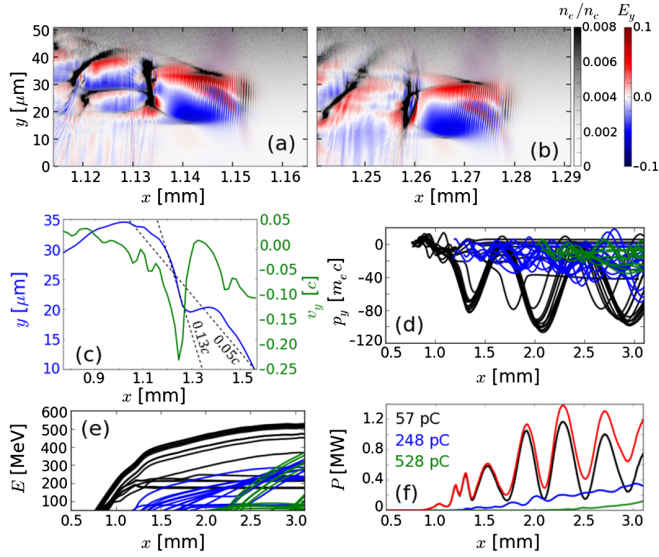 n_e/n_c E_y
50
40
30
20
10
0
y [μm]
(a)
1.12 1.13 1.14 1.15
x [mm]
(b)
1.25 1.26 1.27 1.28 1.29
x [mm]
0.008
0.006
0.004
0.002
0
0.1
0.0
-0.1
35
30
25
20
15
10
y [μm]
(c)
0.13c
0.05c
0.9 1.1 1.3 1.5
x [mm]
0.05
0.00
-0.05
-0.10
-0.15
-0.20
-0.25
v_y [c]
0
-40
-80
-120
p_y [m_e c]
(d)
0.5 1.0 1.5 2.0 2.5 3.0
x [mm]
600
500
400
300
200
100
E [MeV]
(e)
0.5 1.0 1.5 2.0 2.5 3.0
x [mm]
1.2
0.8
0.4
0
P [MW]
57 pC
248 pC
528 pC
(f)
0.5 1.0 1.5 2.0 2.5 3.0
x [mm]